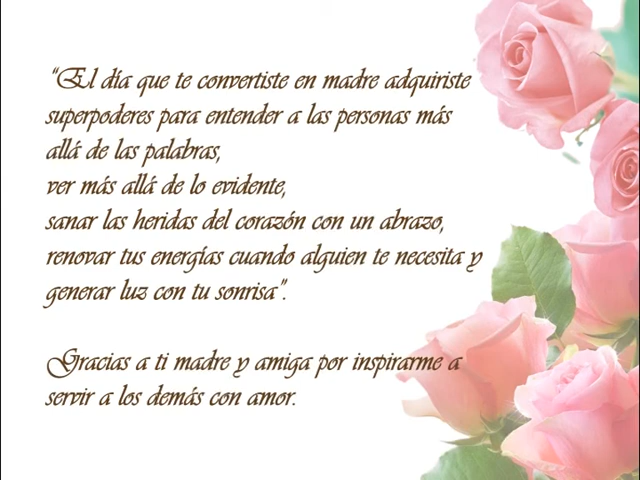 "El día que te convertiste en madre adquiriste
superpoderes para entender a las personas más
allá de las palabras,
ver más allá de lo evidente,
sanar las heridas del corazón con un abrazo,
renovar tus energías cuando alguien te necesita y
generar luz con tu sonrisa".
Gracias a ti madre y amiga por inspirarme a
servir a los demás con amor.